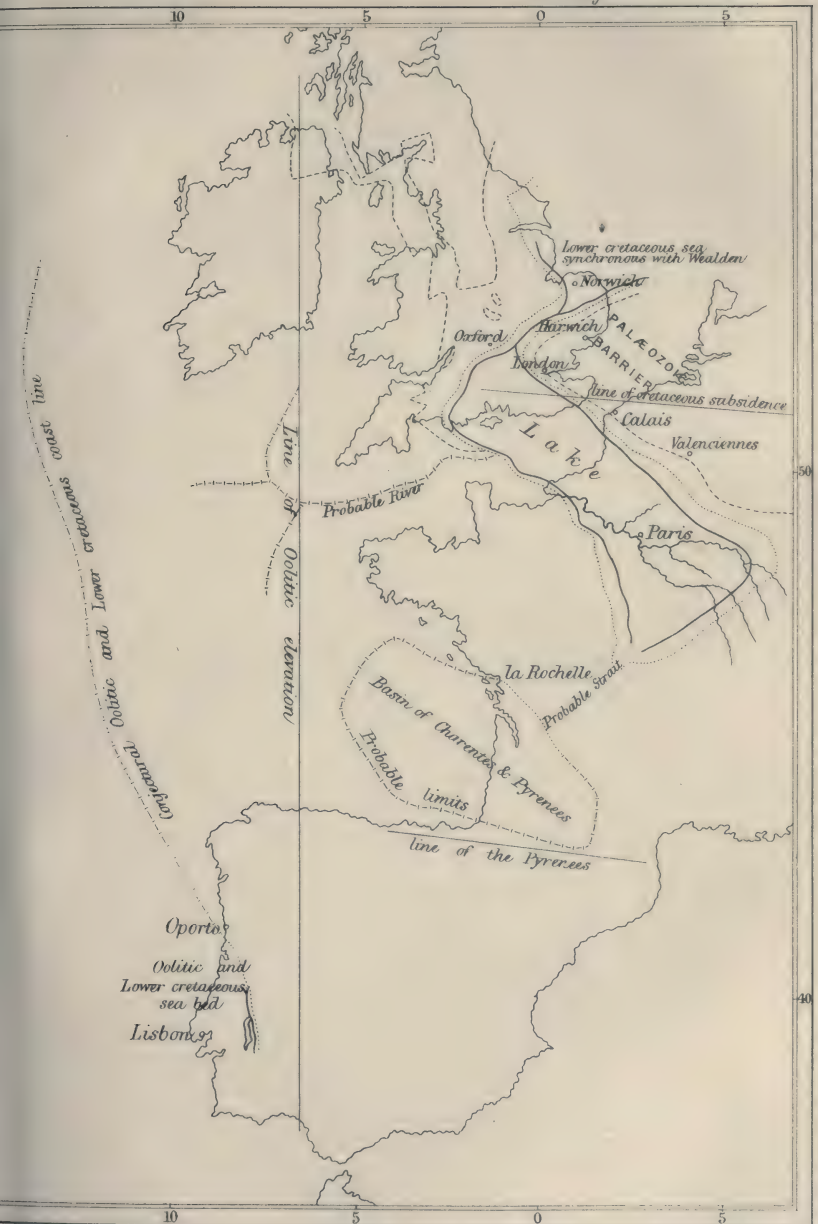 10 5 0 5
Lower cretaceous sea
synchronous with Wealden
Norwich
Harwich
Oxford
PALÆOZOIC
BARRIER
London
line of cretaceous subsidence
Calais
Lake
Valenciennes
50
Probable River
Paris
Line of Oolitic elevation
Conjectural Oolitic and Lower cretaceous coast line
la Rochelle
Probable Strait
Basin of Charentes & Pyrenees
Probable limits
line of the Pyrenees
Oporto
Oolitic and
Lower cretaceous
sea bed
40
Lisbon
10 5 0 5